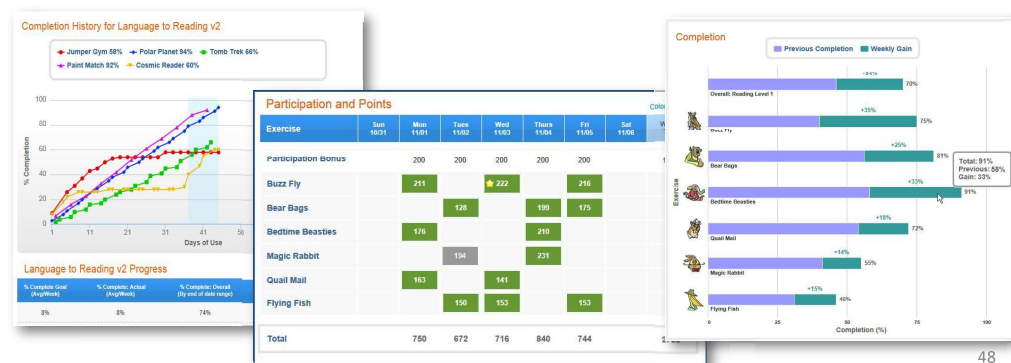 Completion History for Language to Reading v2
Jumper Gym 58% Polar Planet 94% Tomb Trek 66%
Paint Match 92% Cosmic Reader 60%
100
80
60
40
20
0
% Completion
1 11 21 31 41 50
Days of Use
Language to Reading v2 Progress
% Complete Goal (Avg/Week) % Complete: Actual (Avg/Week) % Complete: Overall (By end of date range)
8% 8% 74%
Participation and Points
Exercise Sun 10/31 Mon 11/01 Tues 11/02 Wed 11/03 Thurs 11/04 Fri 11/05 Sat 11/06
Participation Bonus 200 200 200 200 200
Buzz Fly 211 222 216
Bear Bags 128 199 175
Bedtime Beasties 176 210
Magic Rabbit 194 231
Quail Mail 163 141
Flying Fish 150 153 153
Total 750 672 716 840 744
Completion
Previous Completion Weekly Gain
+24%
70%
Overall: Reading Level 1
+35%
75%
Buzz Fly
+25%
81%
Bear Bags
+33%
91%
Bedtime Beasties
Total: 91%
Previous: 58%
Gain: 33%
+18%
72%
Quail Mail
+14%
55%
Magic Rabbit
+15%
46%
Flying Fish
Exercise
0 25 50 75 100
Completion (%)
48